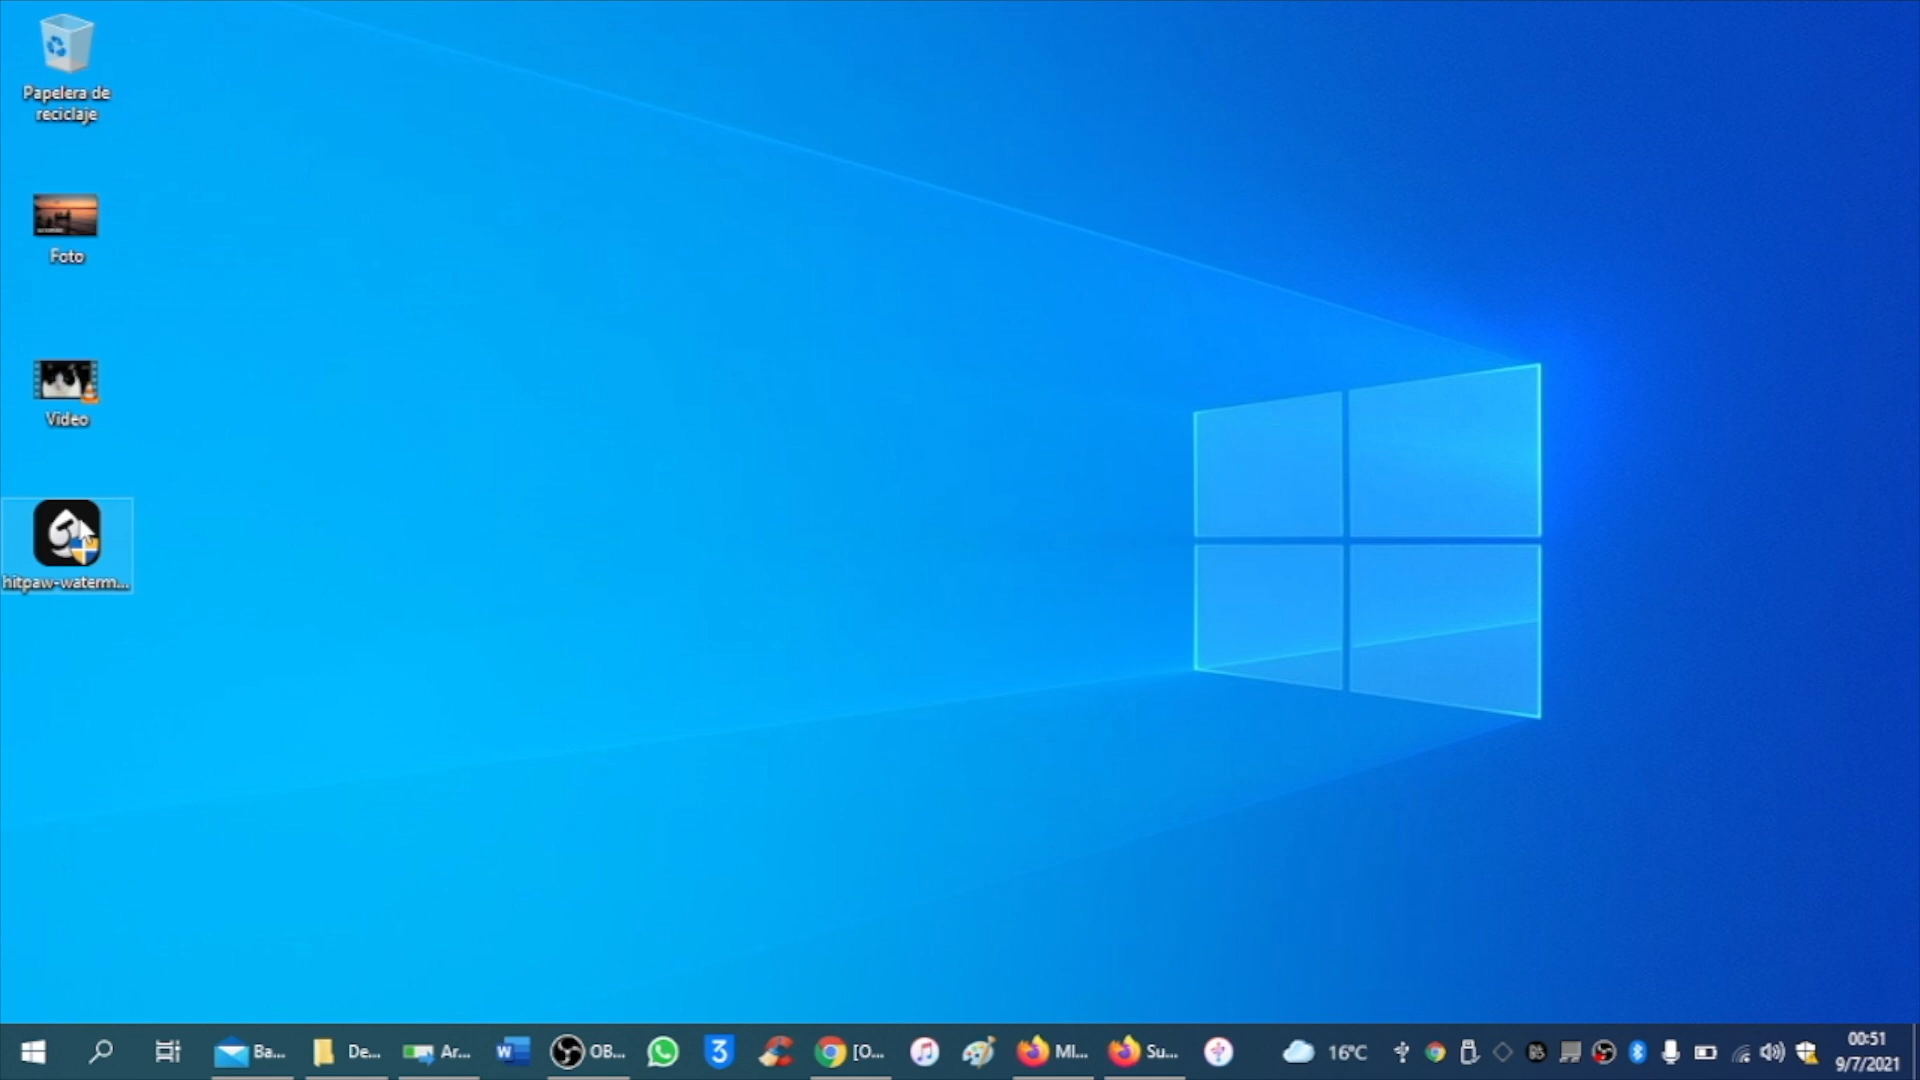 Papelera de
reciclaje
Foto
Video
hitpaw-waterm...
Ba...
De...
Ar...
OB...
3
[O...
MI...
Su...
16°C
00:51
9/7/2021